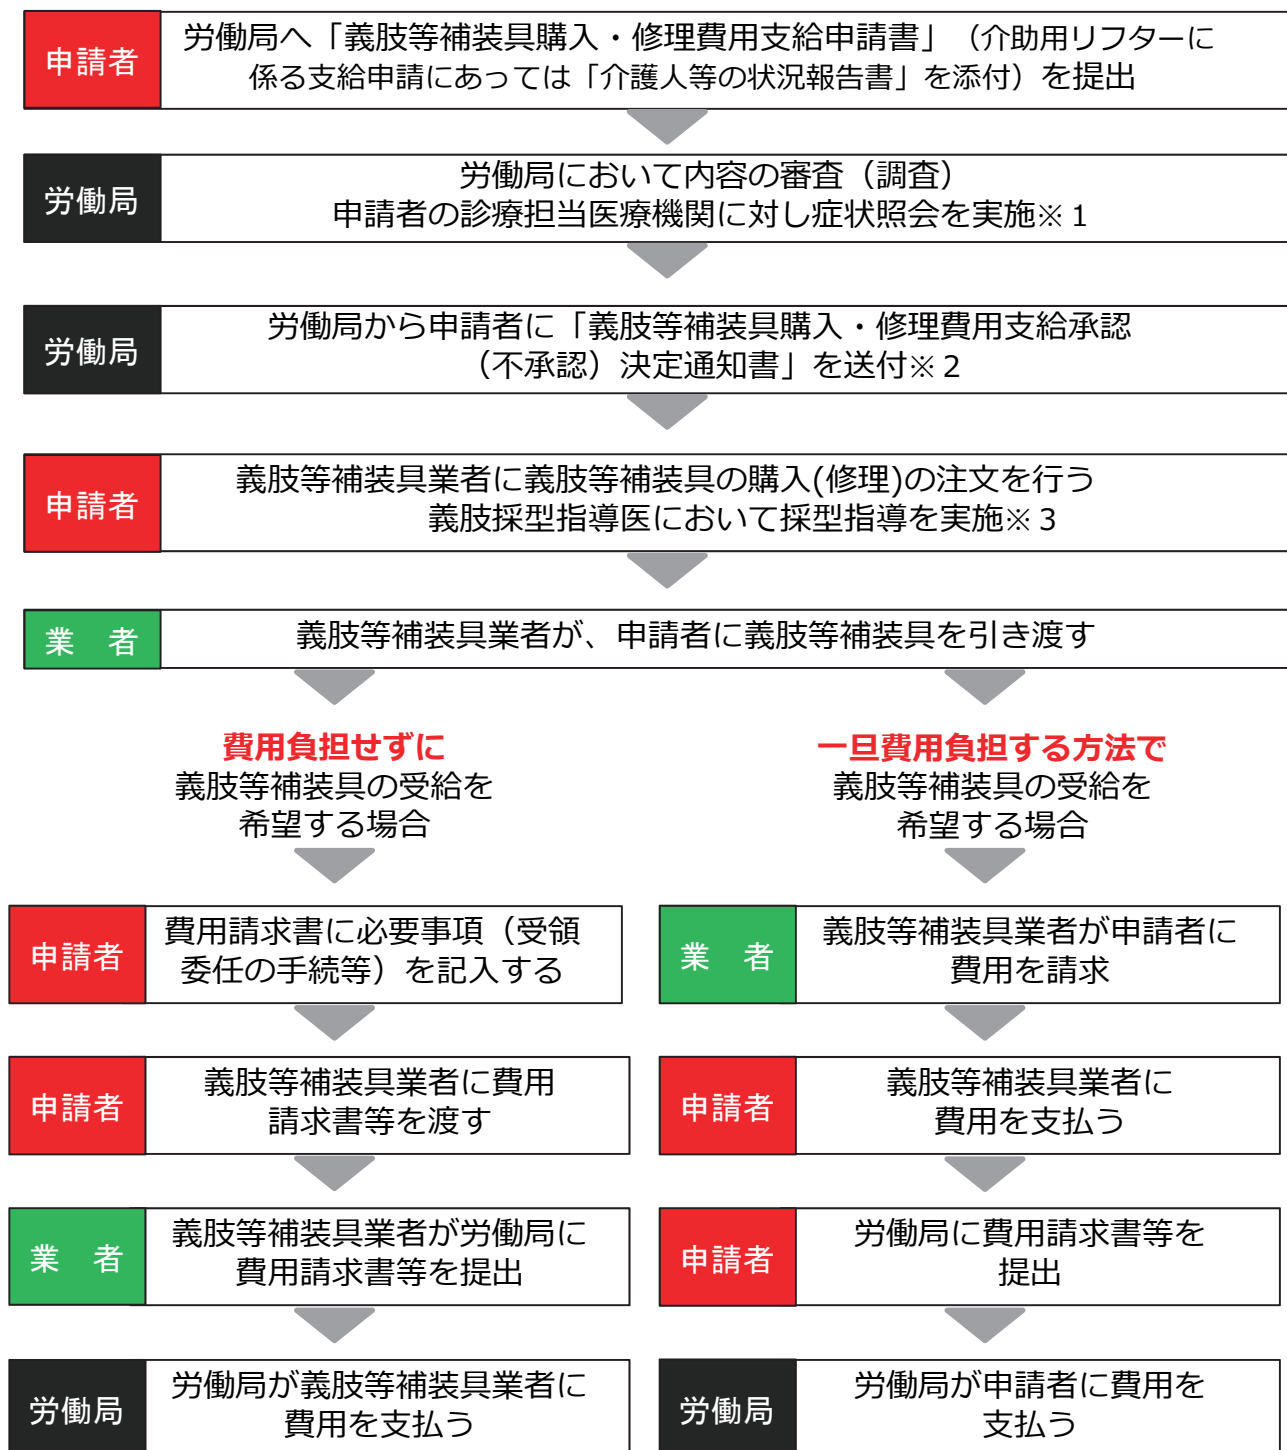 申請者
労働局へ「義肢等補装具購入・修理費用支給申請書」（介助用リフターに
係る支給申請にあっては「介護人等の状況報告書」を添付）を提出
労働局
労働局において内容の審査（調査）
申請者の診療担当医療機関に対し症状照会を実施※１
労働局
労働局から申請者に「義肢等補装具購入・修理費用支給承認
（不承認）決定通知書」を送付※２
申請者
義肢等補装具業者に義肢等補装具の購入(修理)の注文を行う
義肢採型指導医において採型指導を実施※３
業　者
義肢等補装具業者が、申請者に義肢等補装具を引き渡す
費用負担せずに
義肢等補装具の受給を
希望する場合
申請者
費用請求書に必要事項（受領
委任の手続等）を記入する
申請者
義肢等補装具業者に費用
請求書等を渡す
業　者
義肢等補装具業者が労働局に
費用請求書等を提出
労働局
労働局が義肢等補装具業者に
費用を支払う
一旦費用負担する方法で
義肢等補装具の受給を
希望する場合
業　者
義肢等補装具業者が申請者に
費用を請求
申請者
義肢等補装具業者に
費用を支払う
申請者
労働局に費用請求書等を
提出
労働局
労働局が申請者に費用を
支払う